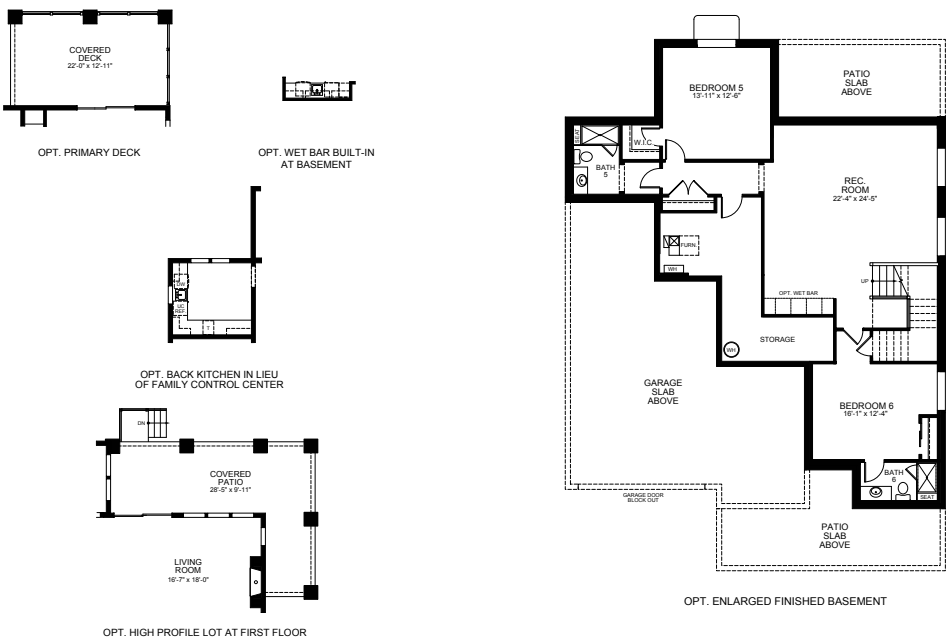 COVERED
DECK
22'-0" x 12'-11"
OPT. PRIMARY DECK
OPT. WET BAR BUILT-IN
AT BASEMENT
DW
UC
REF.
T
OPT. BACK KITCHEN IN LIEU
OF FAMILY CONTROL CENTER
DN
COVERED
PATIO
28'-5" x 9'-11"
LIVING
ROOM
16'-7" x 18'-0"
OPT. HIGH PROFILE LOT AT FIRST FLOOR
BEDROOM 5
13'-11" x 12'-6"
PATIO
SLAB
ABOVE
SEAT
W.I.C.
BATH
5
REC.
ROOM
22'-4" x 24'-5"
FURN
WH
UP
OPT. WET BAR
STORAGE
WH
GARAGE
SLAB
ABOVE
BEDROOM 6
16'-1" x 12'-4"
BATH
6
SEAT
GARAGE DOOR
BLOCK OUT
PATIO
SLAB
ABOVE
OPT. ENLARGED FINISHED BASEMENT